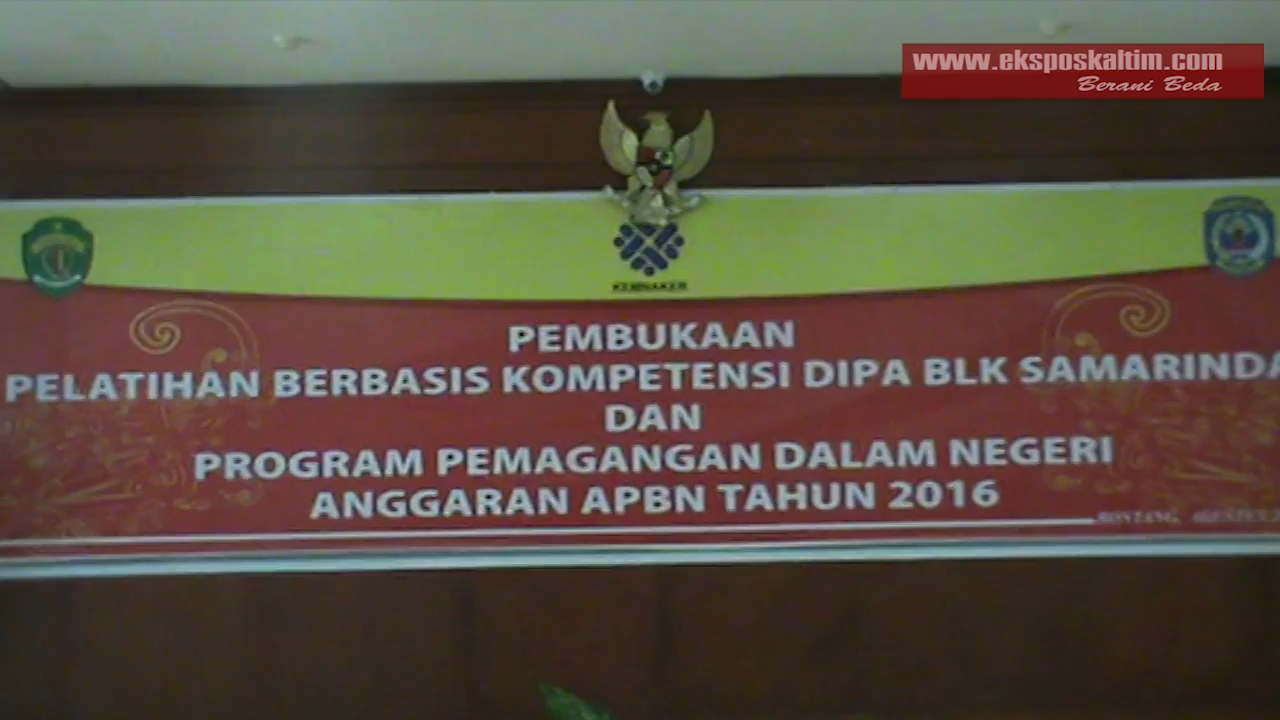 www.eksposkaltim.com
Berani Beda
KEMNAKER
PEMBUKAAN
PELATIHAN BERBASIS KOMPETENSI DIPA BLK SAMARINDA
DAN
PROGRAM PEMAGANGAN DALAM NEGERI
ANGGARAN APBN TAHUN 2016
BONTANG,